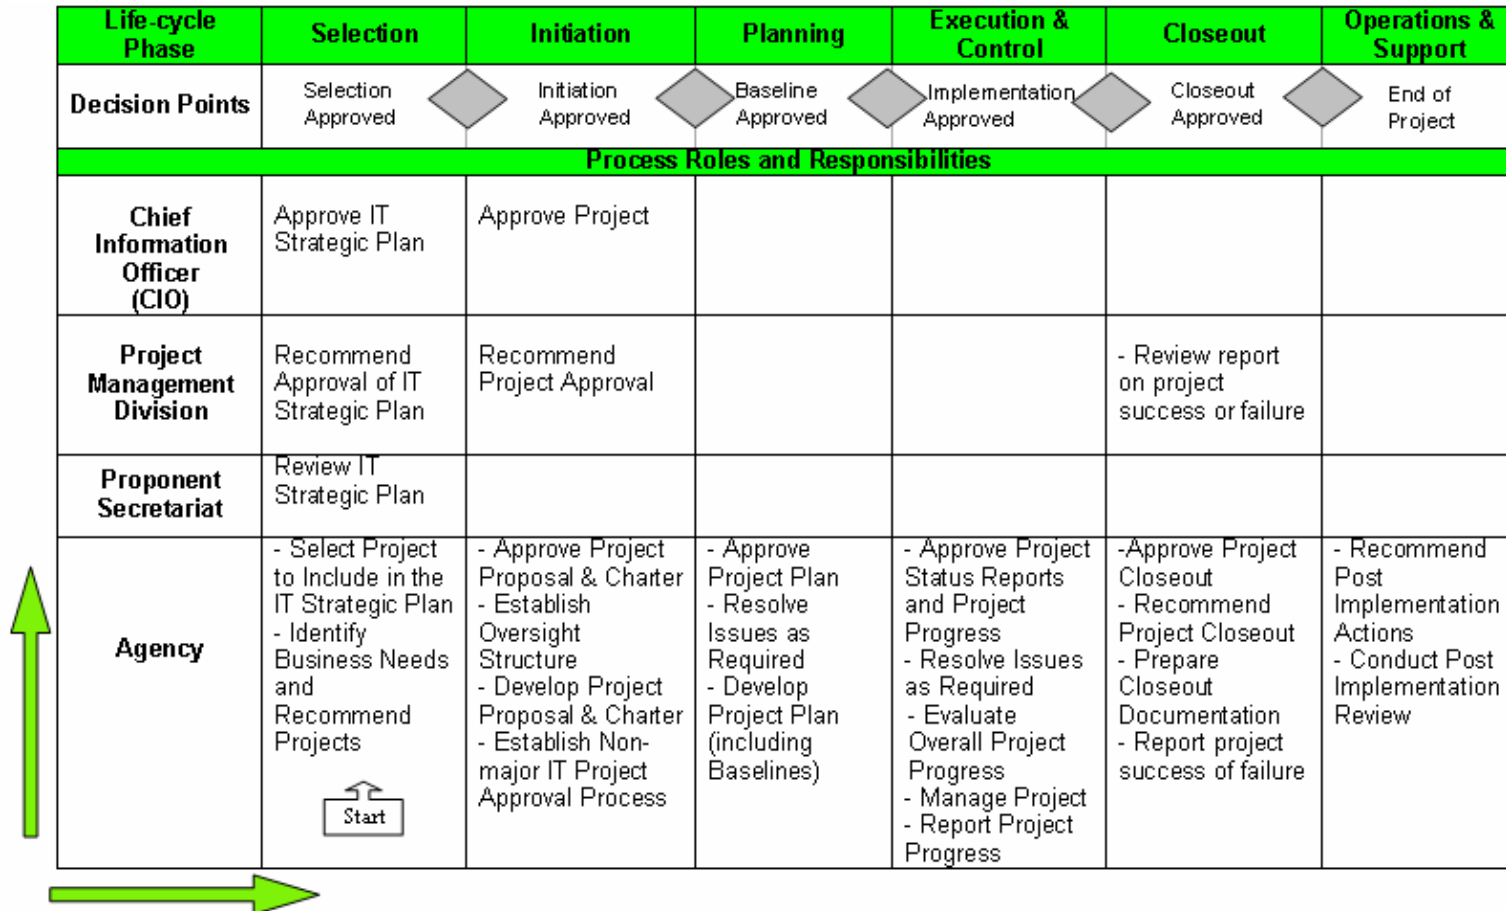 Life-cycle
Phase
Selection
Initiation
Planning
Execution &
Control
Closeout
Operations &
Support
Decision Points
Selection
Approved
Initiation
Approved
Baseline
Approved
Implementation
Approved
Closeout
Approved
End of
Project
Process Roles and Responsibilities
Chief
Information
Officer
(CIO)
Approve IT
Strategic Plan
Approve Project
Project
Management
Division
Recommend
Approval of IT
Strategic Plan
Recommend
Project Approval
- Review report
on project
success or failure
Proponent
Secretariat
Review IT
Strategic Plan
Agency
- Select Project
to Include in the
IT Strategic Plan
- Identify
Business Needs
and
Recommend
Projects
Start
- Approve Project
Proposal & Charter
- Establish
Oversight
Structure
- Develop Project
Proposal & Charter
- Establish Non-
major IT Project
Approval Process
- Approve
Project Plan
- Resolve
Issues as
Required
- Develop
Project Plan
(including
Baselines)
- Approve Project
Status Reports
and Project
Progress
- Resolve Issues
as Required
- Evaluate
Overall Project
Progress
- Manage Project
- Report Project
Progress
-Approve Project
Closeout
- Recommend
Project Closeout
- Prepare
Closeout
Documentation
- Report project
success of failure
- Recommend
Post
Implementation
Actions
- Conduct Post
Implementation
Review